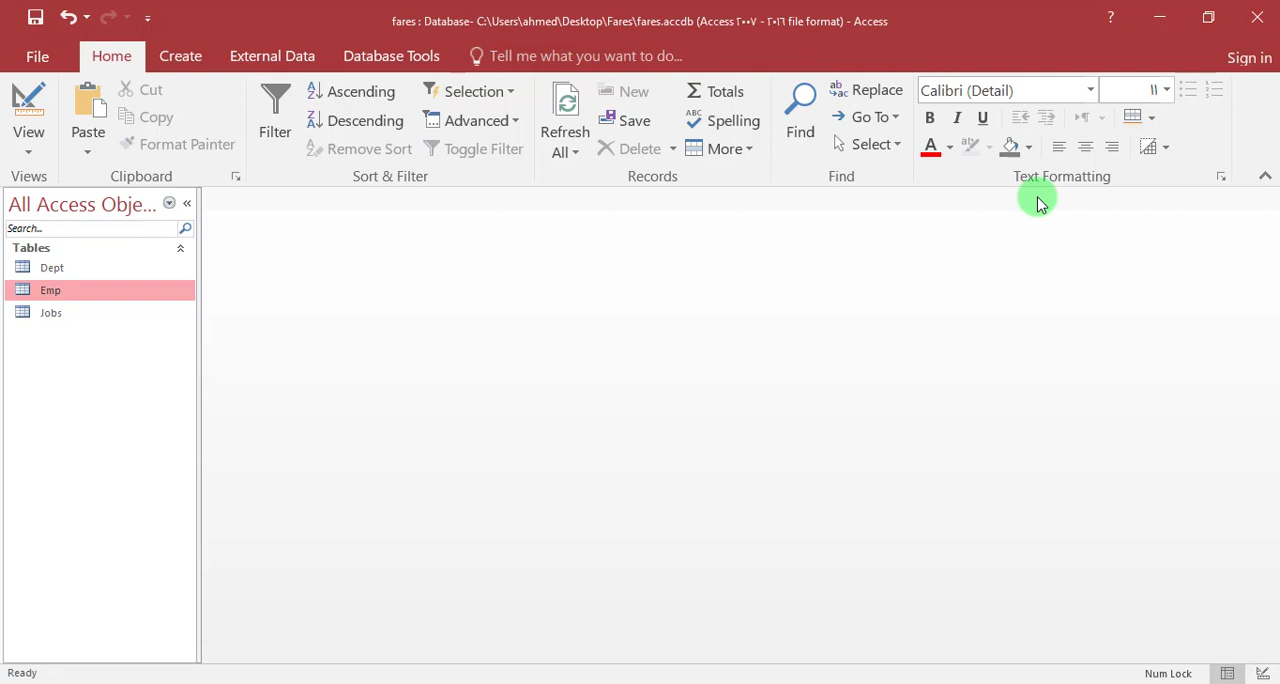 fares : Database- C:\Users\ahmed\Desktop\Fares\fares.accdb (Access ٢٠٠٧ - ٢٠١٦ file format) - Access
?
File Home Create External Data Database Tools Tell me what you want to do... Sign in
View
Views
Paste
Cut
Copy
Format Painter
Clipboard
Filter
Ascending
Descending
Remove Sort
Selection
Advanced
Toggle Filter
Sort & Filter
Refresh
All
New
Save
Delete
Totals
Spelling
More
Records
Find
Replace
Go To
Select
Find
Calibri (Detail) ١١
B I U
A
Text Formatting
All Access Obje...
Search...
Tables
Dept
Emp
Jobs
Ready Num Lock